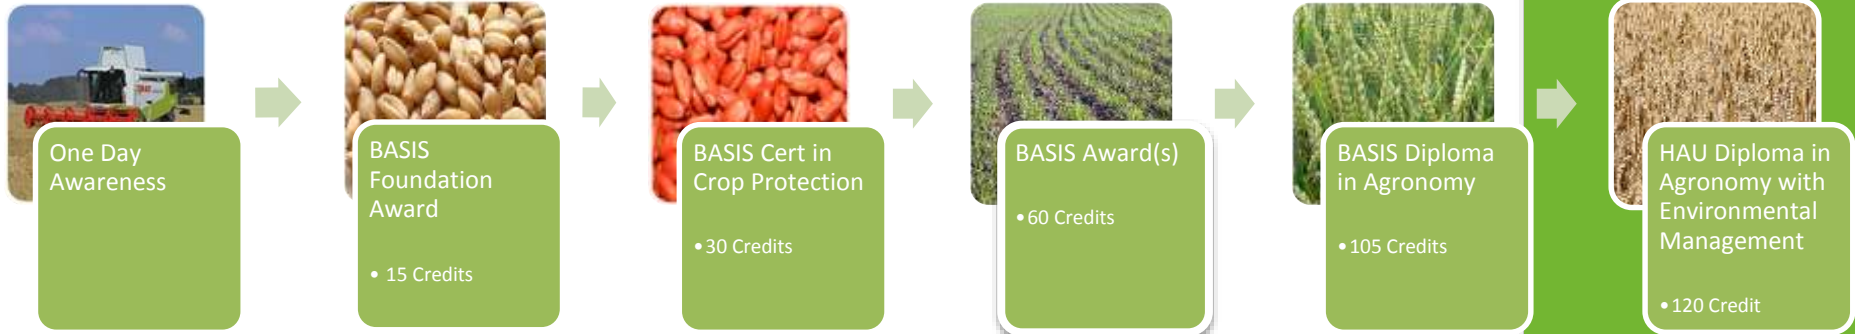 One Day
Awareness
BASIS
Foundation
Award
• 15 Credits
BASIS Cert in
Crop Protection
•30 Credits
BASIS Award(s)
•60 Credits
BASIS Diploma
in Agronomy
•105 Credits
HAU Diploma in
Agronomy with
Environmental
Management
•120 Credit